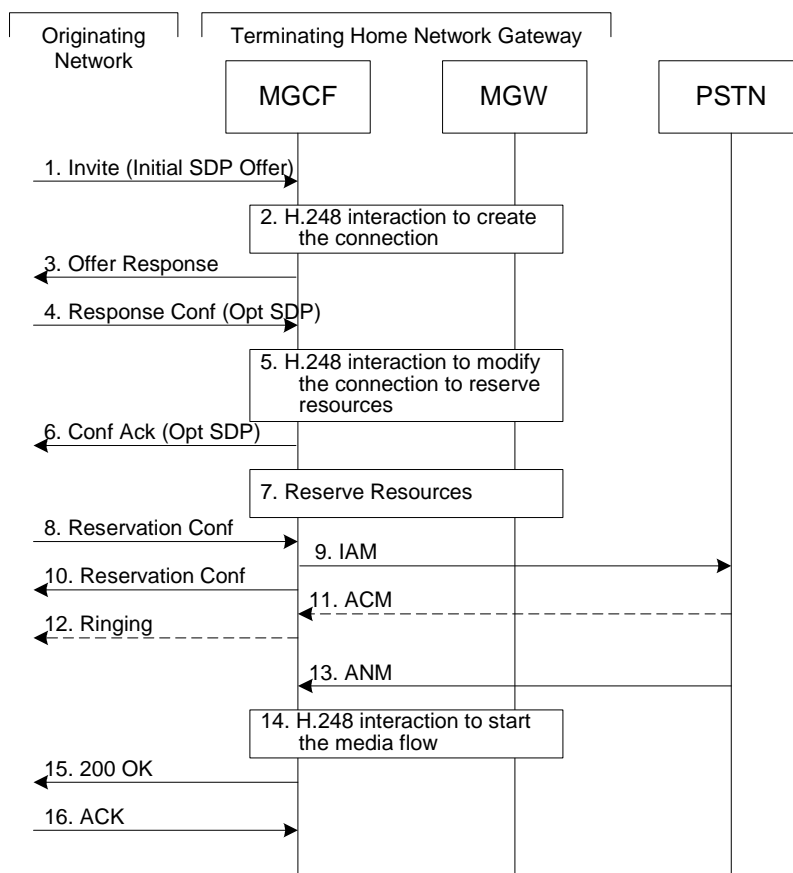 Originating
Network
Terminating Home Network Gateway
MGCF
MGW
PSTN
1. Invite (Initial SDP Offer)
2. H.248 interaction to create
the connection
3. Offer Response
4. Response Conf (Opt SDP)
5. H.248 interaction to modify
the connection to reserve
resources
6. Conf Ack (Opt SDP)
7. Reserve Resources
8. Reservation Conf
9. IAM
10. Reservation Conf
11. ACM
12. Ringing
13. ANM
14. H.248 interaction to start
the media flow
15. 200 OK
16. ACK